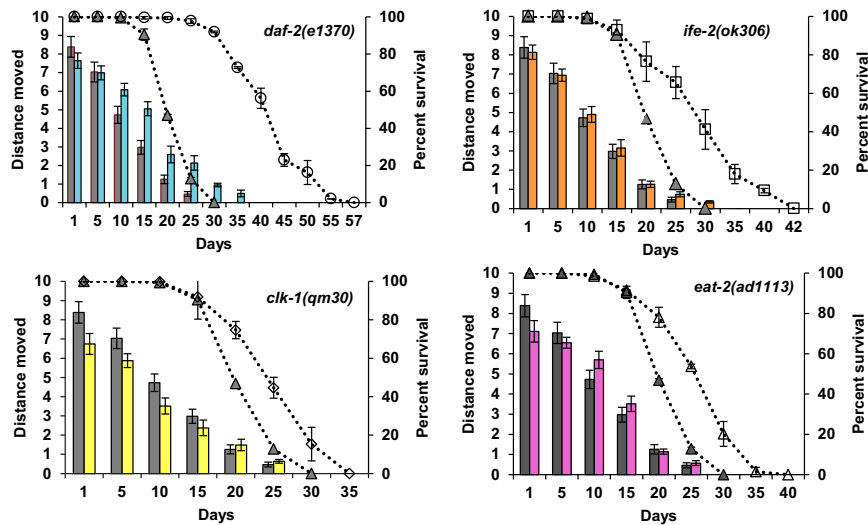 daf-2(e1370)
Distance moved
10 9 8 7 6 5 4 3 2 1 0
100 80 60 40 20 0
Percent survival
1 5 10 15 20 25 30 35 40 45 50 55 57
Days
ife-2(ok306)
Distance moved
10 9 8 7 6 5 4 3 2 1 0
100 80 60 40 20 0
Percent survival
1 5 10 15 20 25 30 35 40 42
Days
clk-1(qm30)
Distance moved
10 9 8 7 6 5 4 3 2 1 0
100 80 60 40 20 0
Percent survival
1 5 10 15 20 25 30 35
Days
eat-2(ad1113)
Distance moved
10 9 8 7 6 5 4 3 2 1 0
100 80 60 40 20 0
Percent survival
1 5 10 15 20 25 30 35 40
Days